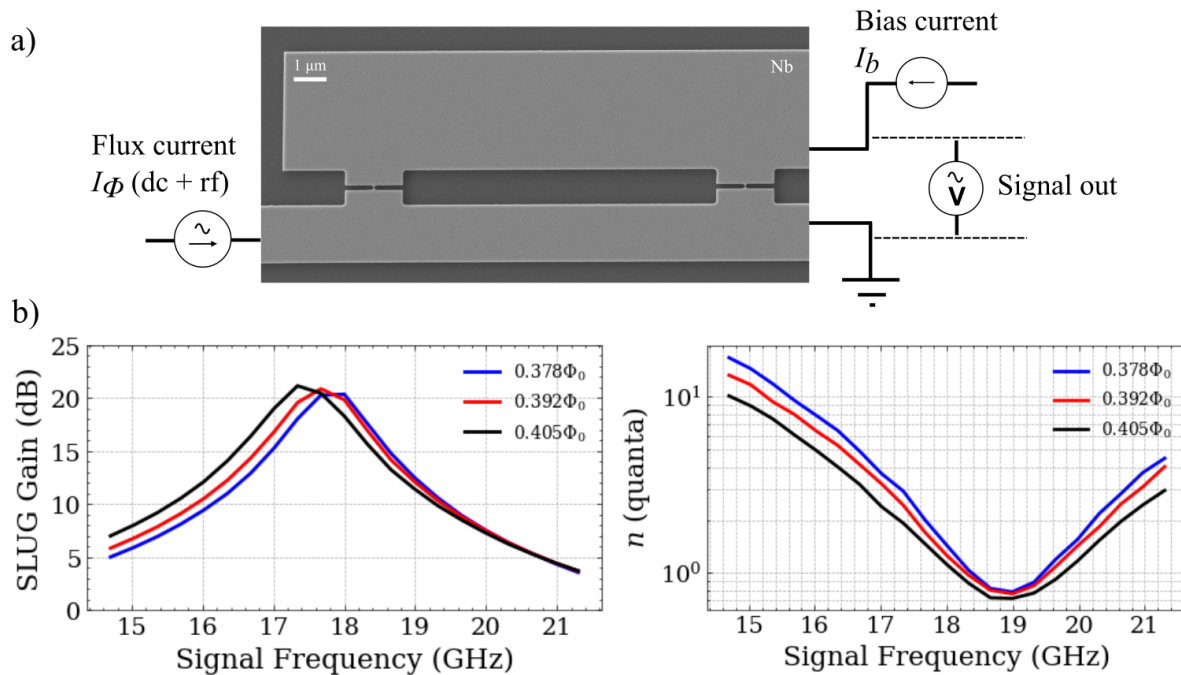 a)
Bias current
I_b
1 μm
Nb
Flux current
I_Φ (dc + rf)
~
→
←
~
V
Signal out
b)
25
20
15
10
5
0
SLUG Gain (dB)
0.378Φ₀
0.392Φ₀
0.405Φ₀
15 16 17 18 19 20 21
Signal Frequency (GHz)
10¹
10⁰
n (quanta)
0.378Φ₀
0.392Φ₀
0.405Φ₀
15 16 17 18 19 20 21
Signal Frequency (GHz)